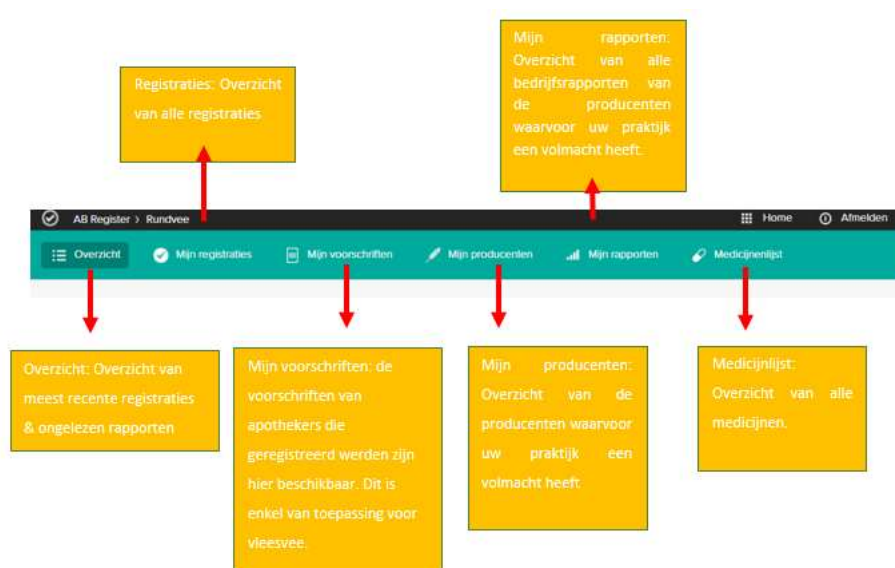 Mijn rapporten:
Overzicht van alle
bedrijfsrapporten van
de producenten
waarvoor uw praktijk
een volmacht heeft.
Registraties: Overzicht
van alle registraties
AB Register > Rundvee
Home
Afmelden
Overzicht
Mijn registraties
Mijn voorschriften
Mijn producenten
Mijn rapporten
Medicijnenlijst
Overzicht: Overzicht van
meest recente registraties
& ongelezen rapporten
Mijn voorschriften: de
voorschriften van
apothekers die
geregistreerd werden zijn
hier beschikbaar. Dit is
enkel van toepassing voor
vleesvee.
Mijn producenten:
Overzicht van de
producenten waarvoor
uw praktijk een
volmacht heeft
Medicijnlijst:
Overzicht van alle
medicijnen.